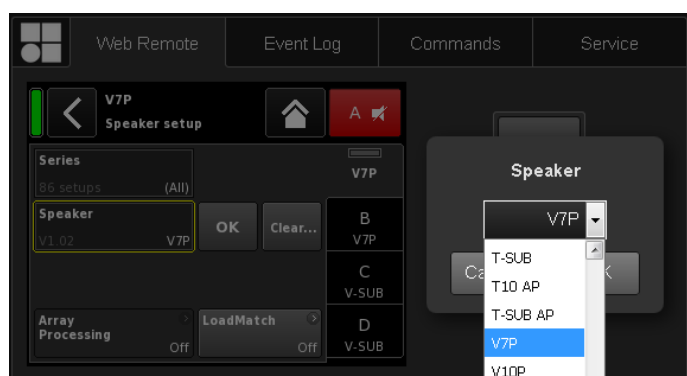 Web Remote
Event Log
Commands
Service
V7P
Speaker setup
A
Series
86 setups (All)
V7P
Speaker
V1.02 V7P
OK
Clear...
B
V7P
C
V-SUB
Array
Processing
Off
LoadMatch
Off
D
V-SUB
Speaker
V7P
Ca
K
T-SUB
T10 AP
T-SUB AP
V7P
V10P